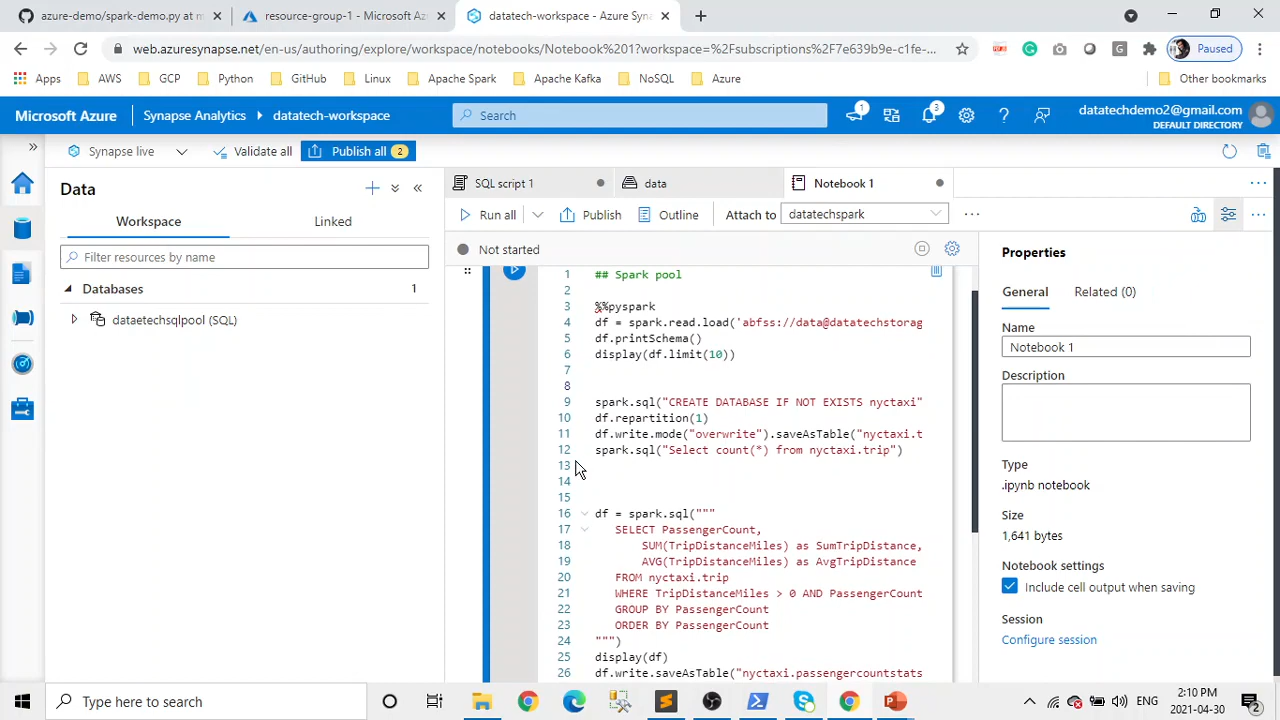 azure-demo/spark-demo.py at m
resource-group-1 - Microsoft Az
datatech-workspace - Azure Syna
web.azuresynapse.net/en-us/authoring/explore/workspace/notebooks/Notebook%201?workspace=%2Fsubscriptions%2F7e639b9e-c1fe-...
Paused
Apps
AWS
GCP
Python
GitHub
Linux
Apache Spark
Apache Kafka
NoSQL
Azure
Other bookmarks
Microsoft Azure
Synapse Analytics
datatech-workspace
Search
1
3
datatechdemo2@gmail.com
DEFAULT DIRECTORY
Synapse live
Validate all
Publish all 2
Data
Workspace
Linked
Filter resources by name
Databases 1
dataetechsqlpool (SQL)
SQL script 1
data
Notebook 1
Run all
Publish
Outline
Attach to
datatechspark
Not started
1 ## Spark pool
2
3 %%pyspark
4 df = spark.read.load('abfss://data@datatechstorag
5 df.printSchema()
6 display(df.limit(10))
7
8
9 spark.sql("CREATE DATABASE IF NOT EXISTS nyctaxi"
10 df.repartition(1)
11 df.write.mode("overwrite").saveAsTable("nyctaxi.t
12 spark.sql("Select count(*) from nyctaxi.trip")
13
14
15
16 df = spark.sql("""
17 SELECT PassengerCount,
18 SUM(TripDistanceMiles) as SumTripDistance,
19 AVG(TripDistanceMiles) as AvgTripDistance
20 FROM nyctaxi.trip
21 WHERE TripDistanceMiles > 0 AND PassengerCount
22 GROUP BY PassengerCount
23 ORDER BY PassengerCount
24 """)
25 display(df)
26 df.write.saveAsTable("nyctaxi.passengercountstats
Properties
General
Related (0)
Name
Notebook 1
Description
Type
.ipynb notebook
Size
1,641 bytes
Notebook settings
Include cell output when saving
Session
Configure session
Type here to search
ENG
2:10 PM
2021-04-30
2